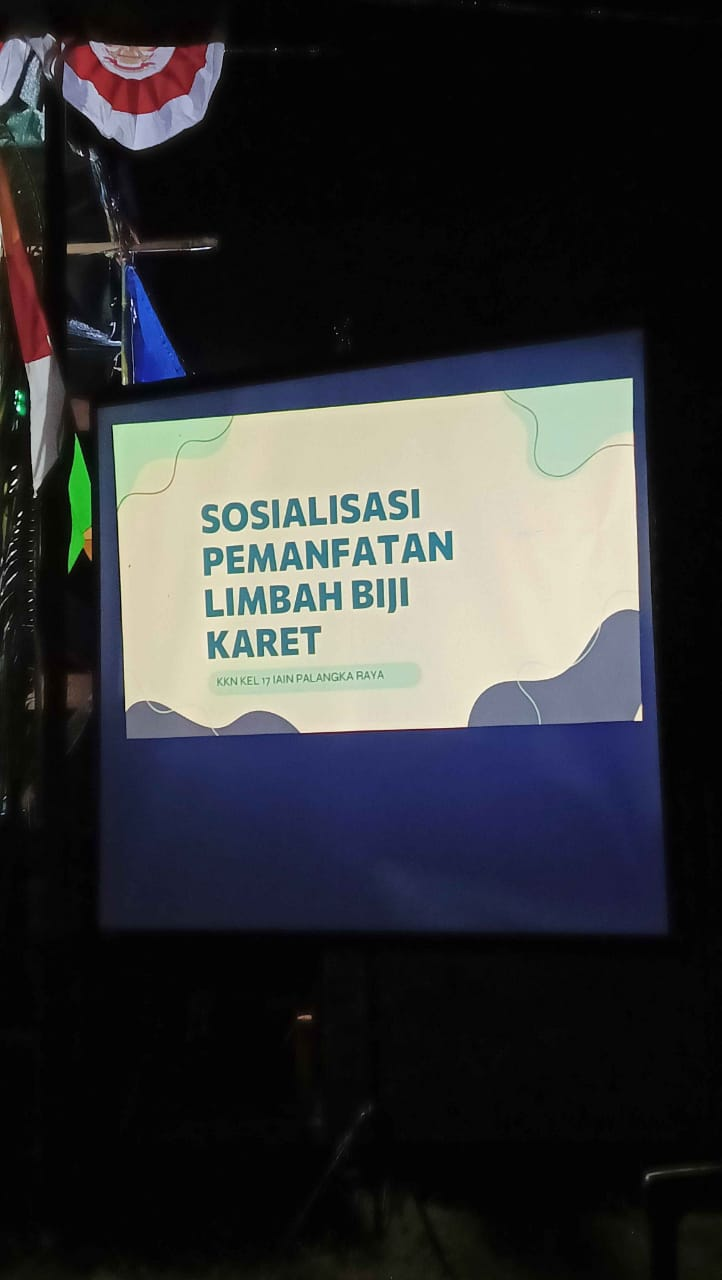 SOSIALISASI
PEMANFATAN
LIMBAH BIJI
KARET
KKN KEL 17 IAIN PALANGKA RAYA